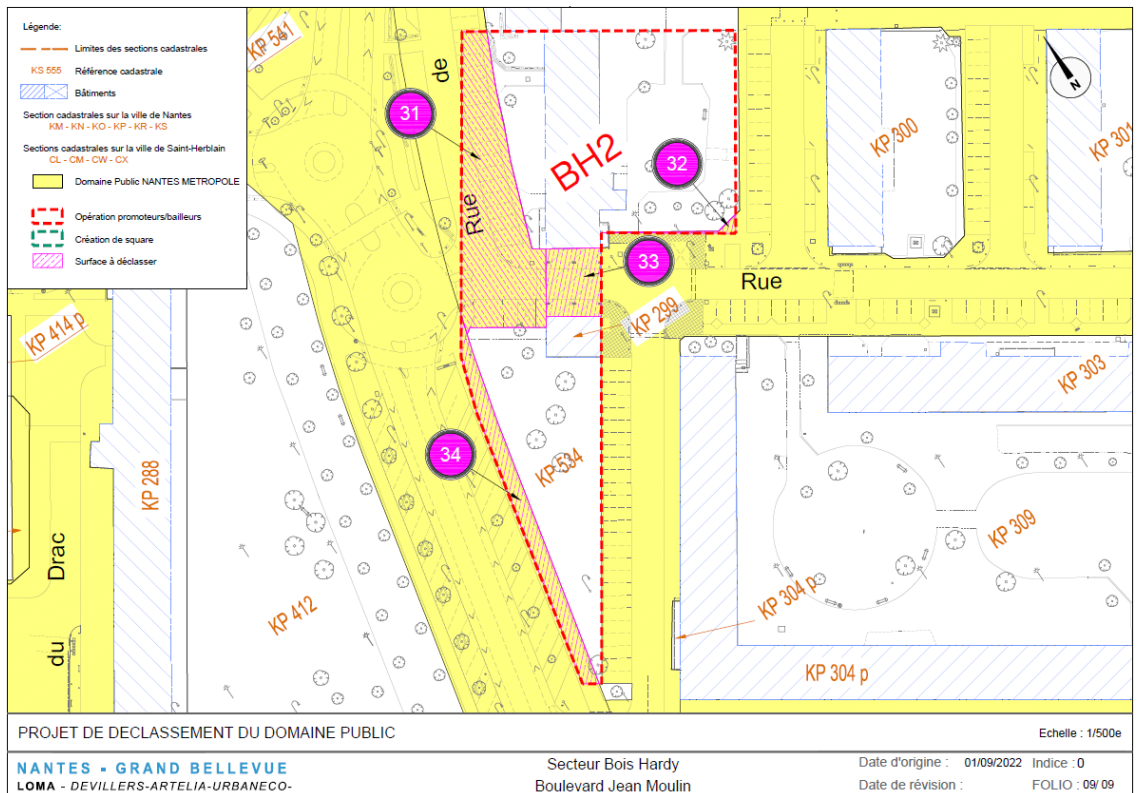 Légende:
Limites des sections cadastrales
KS 555 Référence cadastrale
Bâtiments
Section cadastrales sur la ville de Nantes
KM - KN - KO - KP - KR - KS
Sections cadastrales sur la ville de Saint-Herblain
CL - CM - CW - CX
Domaine Public NANTES METROPOLE
Opération promoteurs/bailleurs
Création de square
Surface à déclasser
KP 541
de
31
Rue
BH2
32
33
34
N
KP 300
KP 301
Rue
KP 299
KP 414 p
KP 288
KP 534
KP 303
KP 309
KP 304 p
KP 304 p
KP 412
Drac
du
PROJET DE DECLASSEMENT DU DOMAINE PUBLIC
Echelle : 1/500e
NANTES - GRAND BELLEVUE
LOMA - DEVILLERS-ARTELIA-URBANECO-
Secteur Bois Hardy
Boulevard Jean Moulin
Date d'origine : 01/09/2022 Indice : 0
Date de révision : FOLIO : 09/ 09